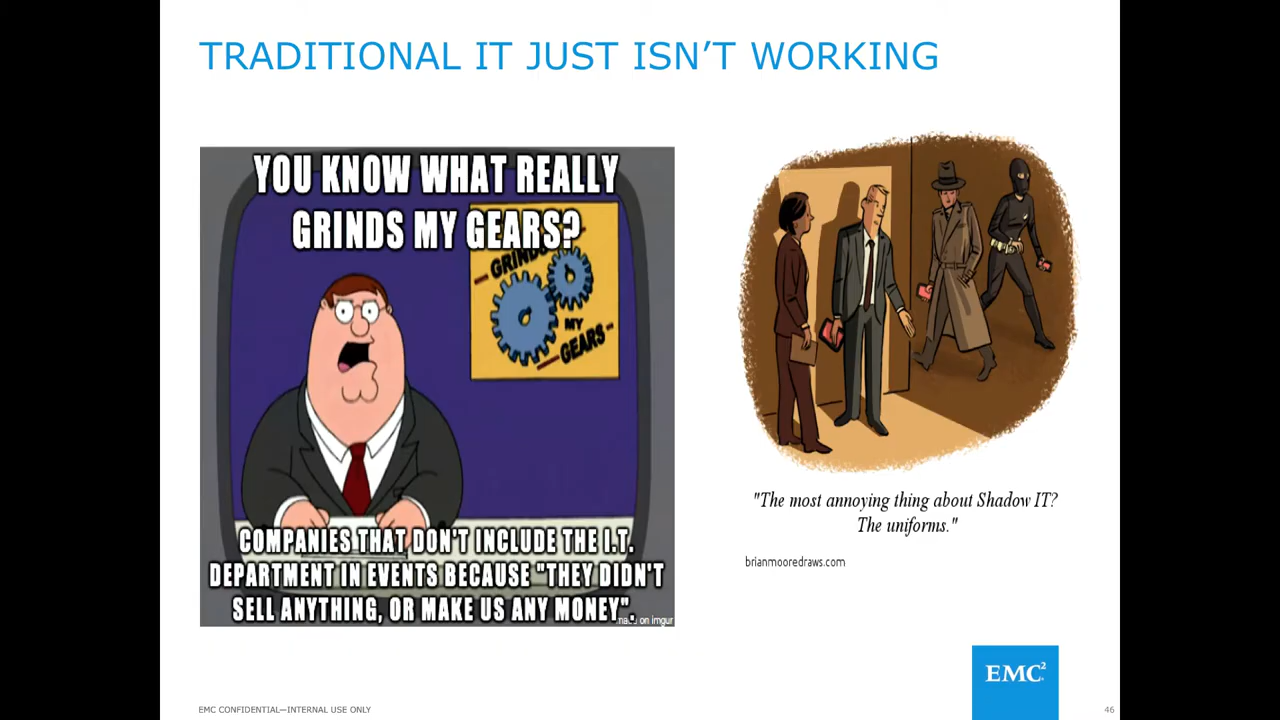 TRADITIONAL IT JUST ISN'T WORKING
YOU KNOW WHAT REALLY
GRINDS MY GEARS?
GRINDS
MY
GEARS
COMPANIES THAT DON'T INCLUDE THE I.T.
DEPARTMENT IN EVENTS BECAUSE "THEY DIDN'T
SELL ANYTHING, OR MAKE US ANY MONEY".
made on imgur
"The most annoying thing about Shadow IT?
The uniforms."
brianmooredraws.com
EMC²
EMC CONFIDENTIAL—INTERNAL USE ONLY
46